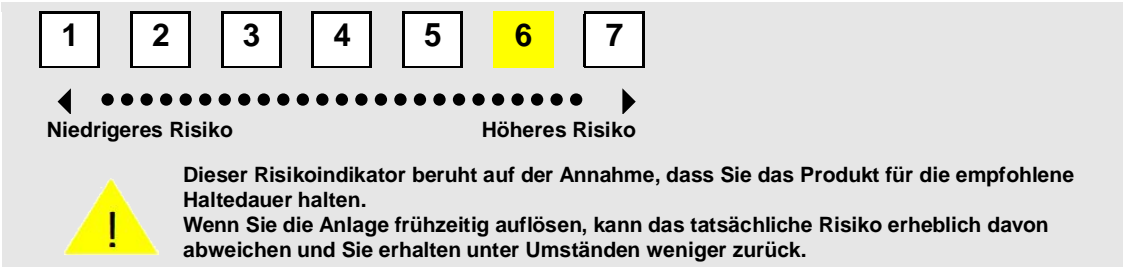 1 2 3 4 5 6 7
Niedrigeres Risiko Höheres Risiko
Dieser Risikoindikator beruht auf der Annahme, dass Sie das Produkt für die empfohlene
Haltedauer halten.
Wenn Sie die Anlage frühzeitig auflösen, kann das tatsächliche Risiko erheblich davon
abweichen und Sie erhalten unter Umständen weniger zurück.
!